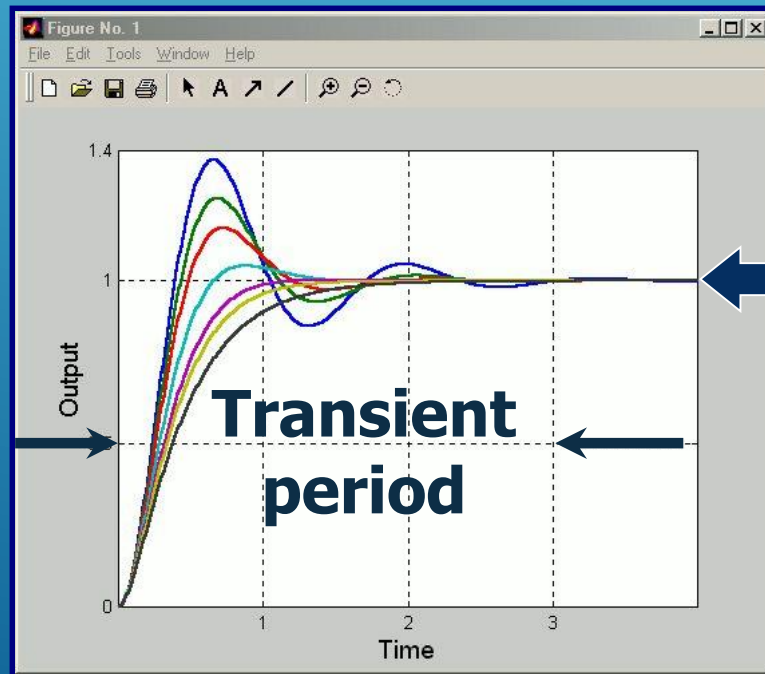 Figure No. 1
File Edit Tools Window Help
A
1.4
1
Output
Transient
period
0
1 2 3
Time